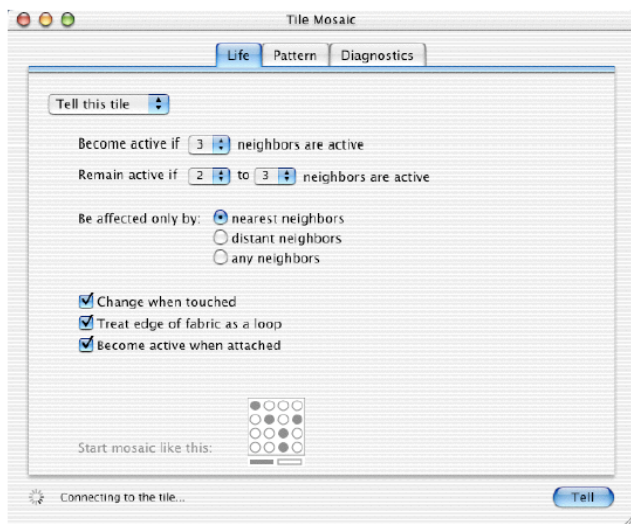 Tile Mosaic
Life Pattern Diagnostics
Tell this tile
Become active if 3 neighbors are active
Remain active if 2 to 3 neighbors are active
Be affected only by: nearest neighbors
distant neighbors
any neighbors
Change when touched
Treat edge of fabric as a loop
Become active when attached
Start mosaic like this:
Connecting to the tile... Tell